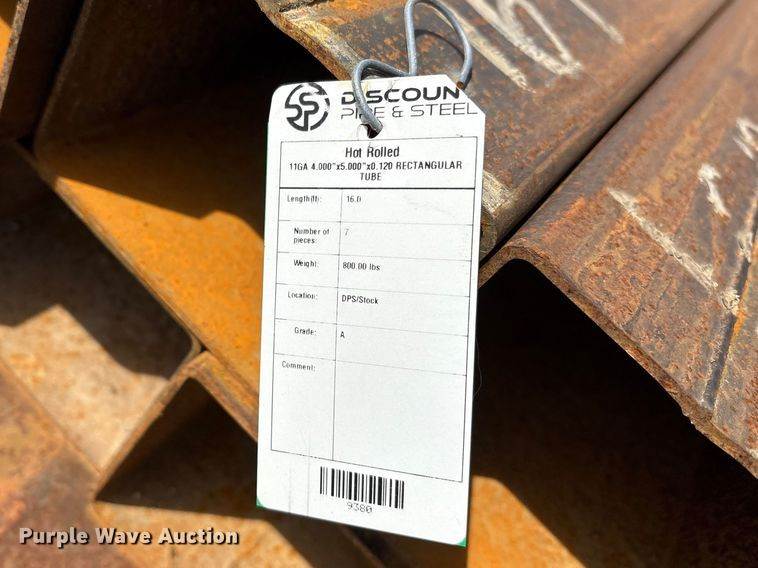 DISCOUN
PIPE & STEEL
Hot Rolled
11GA 4.000"x5.000"x0.120 RECTANGULAR
TUBE
Length(ft): 16.0
Number of pieces: 7
Weight: 800.00 lbs
Location: DPS/Stock
Grade: A
Comment:
9380
Purple Wave Auction